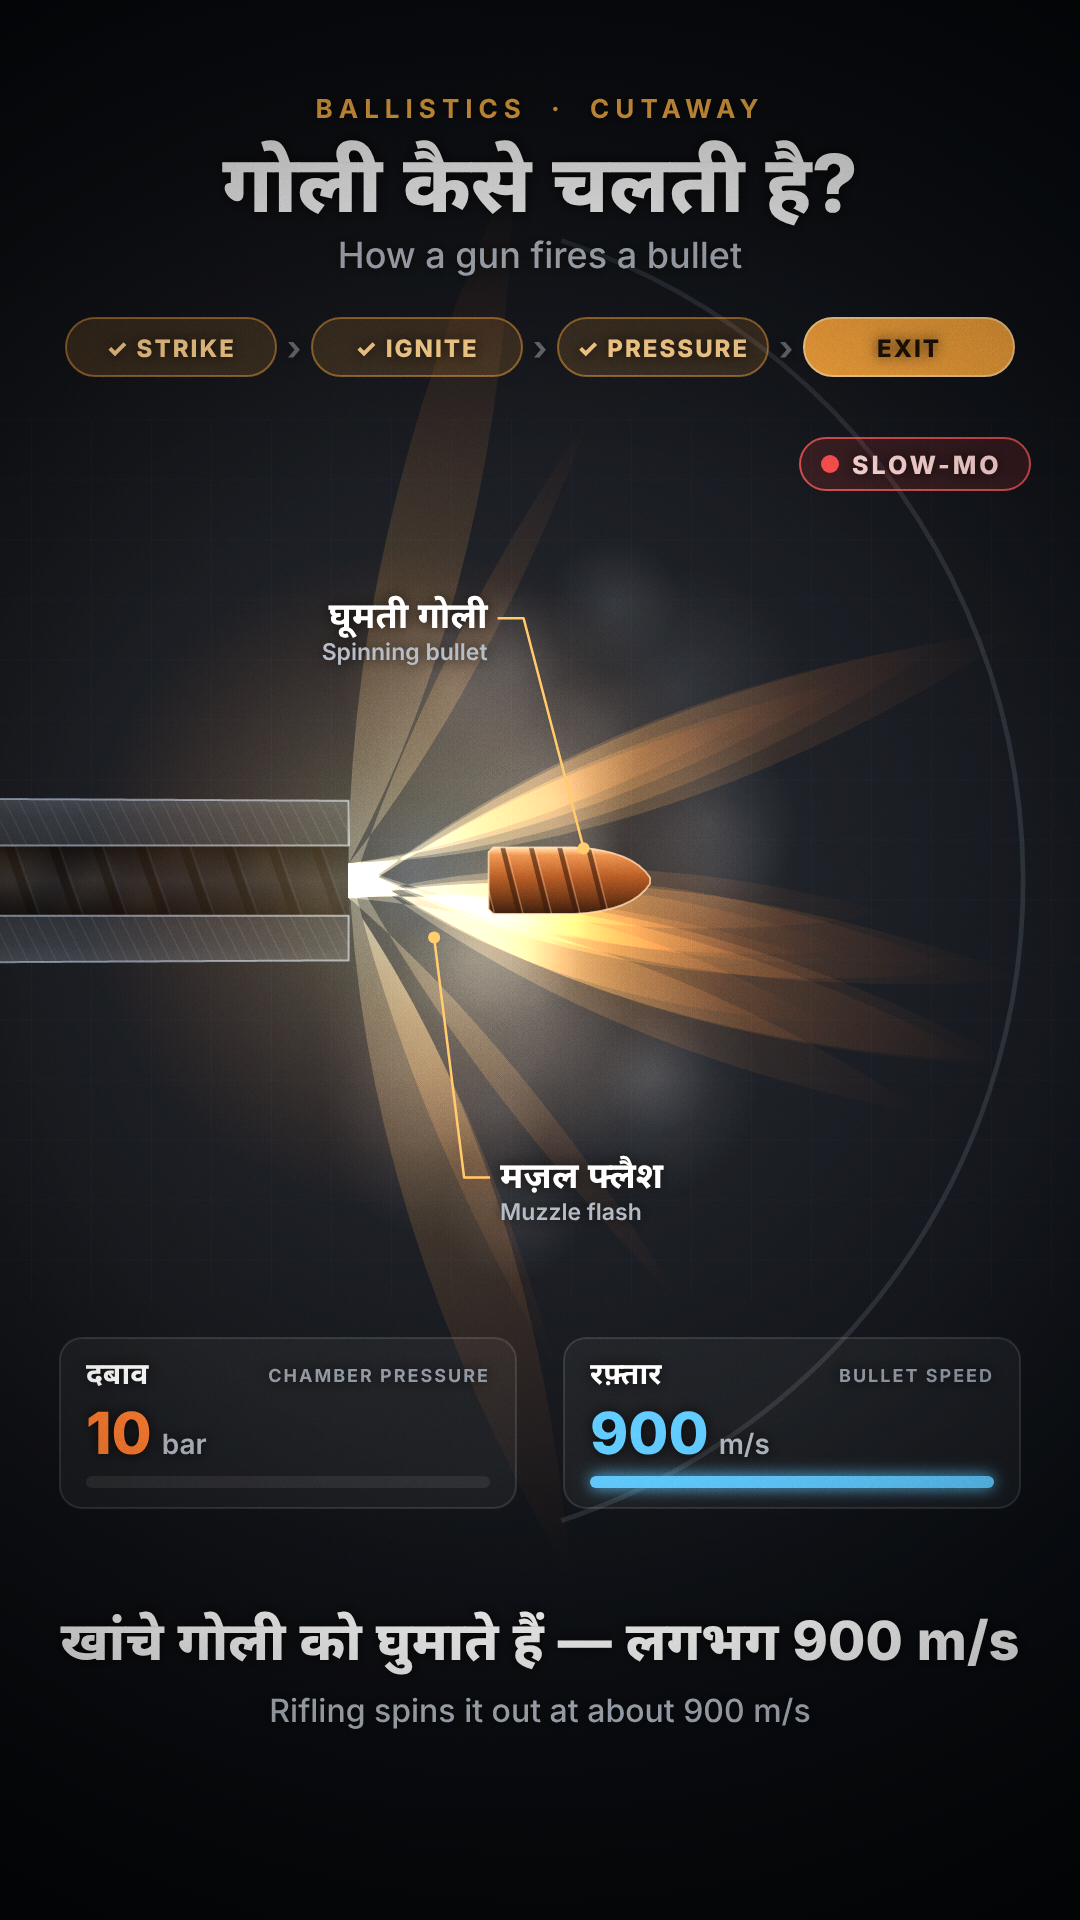 BALLISTICS · CUTAWAY
गोली कैसे चलती है?
How a gun fires a bullet
✓ STRIKE › ✓ IGNITE › ✓ PRESSURE › EXIT
SLOW-MO
घूमती गोली
Spinning bullet
मज़ल फ्लैश
Muzzle flash
दबाव CHAMBER PRESSURE
10 bar
रफ़्तार BULLET SPEED
900 m/s
खांचे गोली को घुमाते हैं — लगभग 900 m/s
Rifling spins it out at about 900 m/s